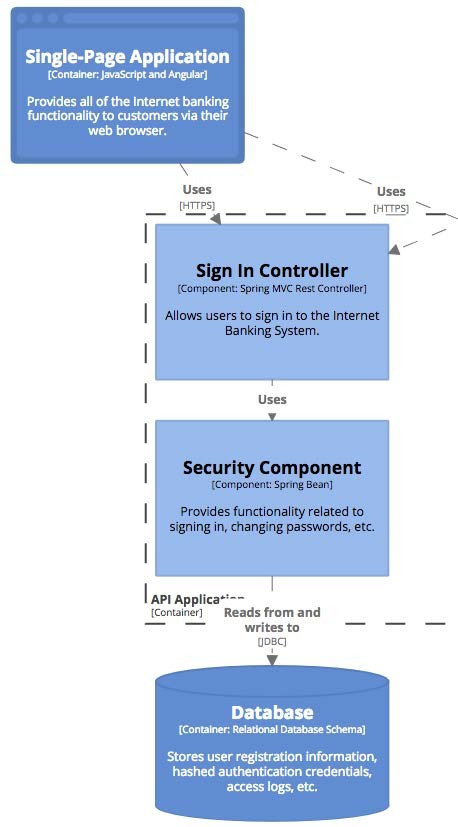 Single-Page Application
[Container: JavaScript and Angular]
Provides all of the Internet banking
functionality to customers via their
web browser.
Uses
[HTTPS]
Uses
[HTTPS]
Sign In Controller
[Component: Spring MVC Rest Controller]
Allows users to sign in to the Internet
Banking System.
Uses
Security Component
[Component: Spring Bean]
Provides functionality related to
signing in, changing passwords, etc.
API Application
[Container]
Reads from and
writes to
[JDBC]
Database
[Container: Relational Database Schema]
Stores user registration information,
hashed authentication credentials,
access logs, etc.